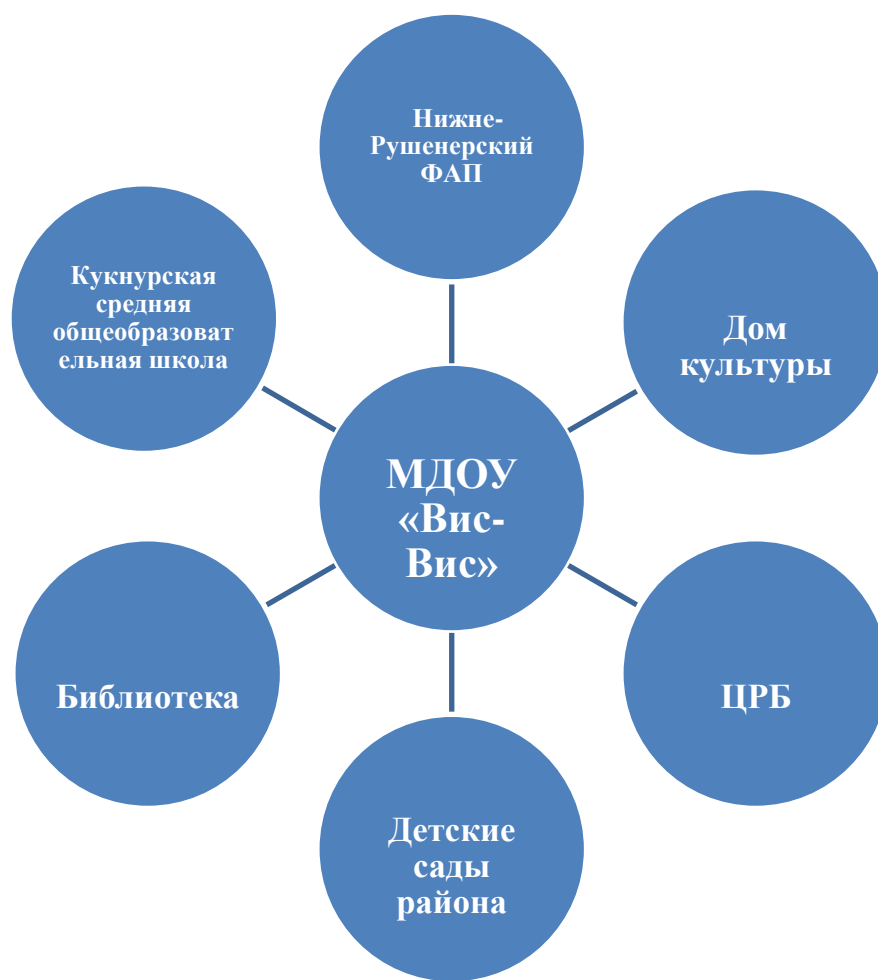 Нижне-
Рушенерский
ФАП
Кукнурская
средняя
общеобразоват
ельная школа
Дом
культуры
МДОУ
«Вис-
Вис»
Библиотека
ЦРБ
Детские
сады
района